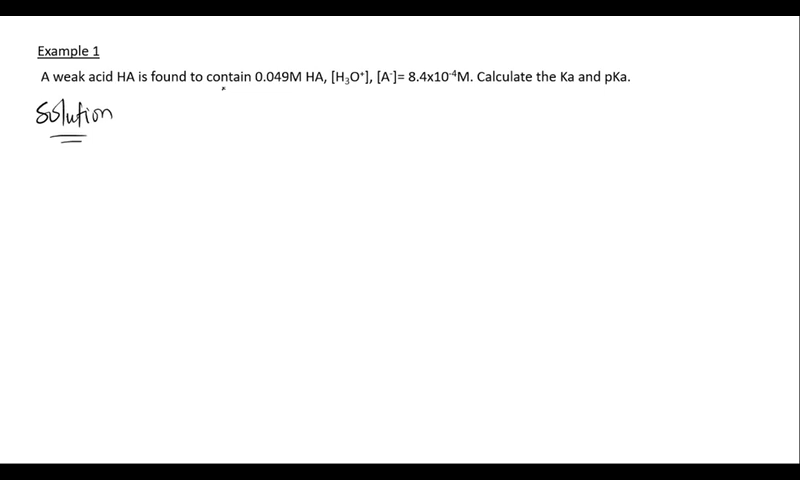 Example 1
A weak acid HA is found to contain 0.049M HA, [H₃O⁺], [A⁻]= 8.4x10⁻⁴M. Calculate the Ka and pKa.
Solution